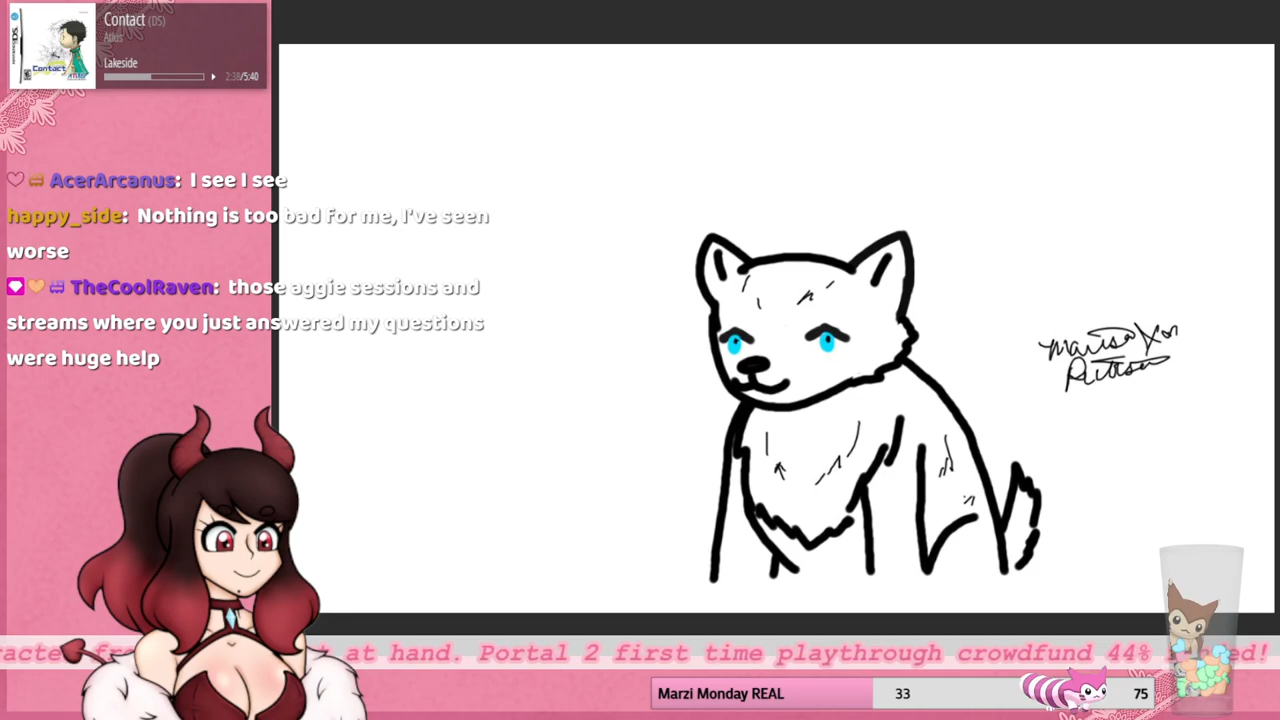 Contact (DS)
Atlus
Lakeside
2:38/5:40
Contact
AcerArcanus: I see I see
happy_side: Nothing is too bad for me, I've seen
worse
TheCoolRaven: those aggie sessions and
streams where you just answered my questions
were huge help
at hand. Portal 2 first time playthrough crowdfund 44%
Marzi Monday REAL 33 75